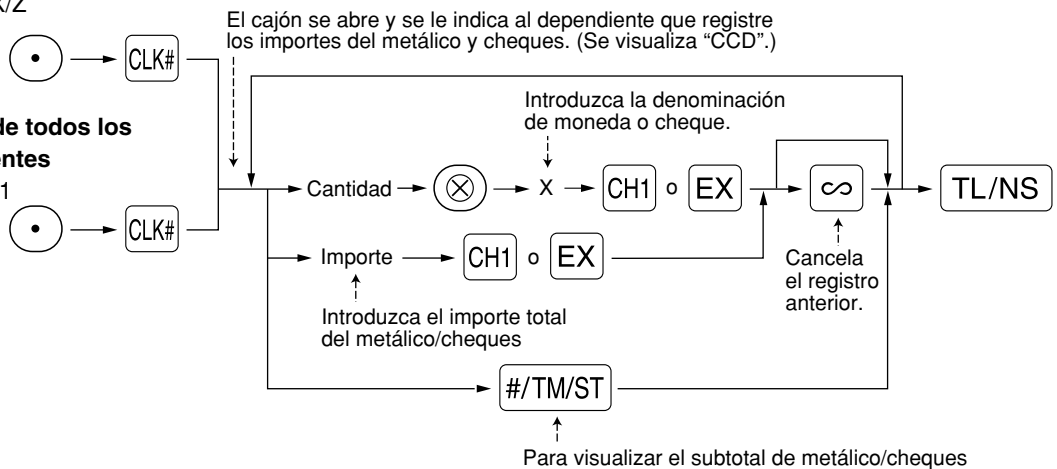 X/Z
El cajón se abre y se le indica al dependiente que registre
los importes del metálico y cheques. (Se visualiza “CCD”.)
• CLK#
de todos los
entes
1
• CLK#
Introduzca la denominación
de moneda o cheque.
Cantidad ⊗ X CH1 o EX ∞ TL/NS
Importe CH1 o EX
Cancela
el registro
anterior.
Introduzca el importe total
del metálico/cheques
#/TM/ST
Para visualizar el subtotal de metálico/cheques